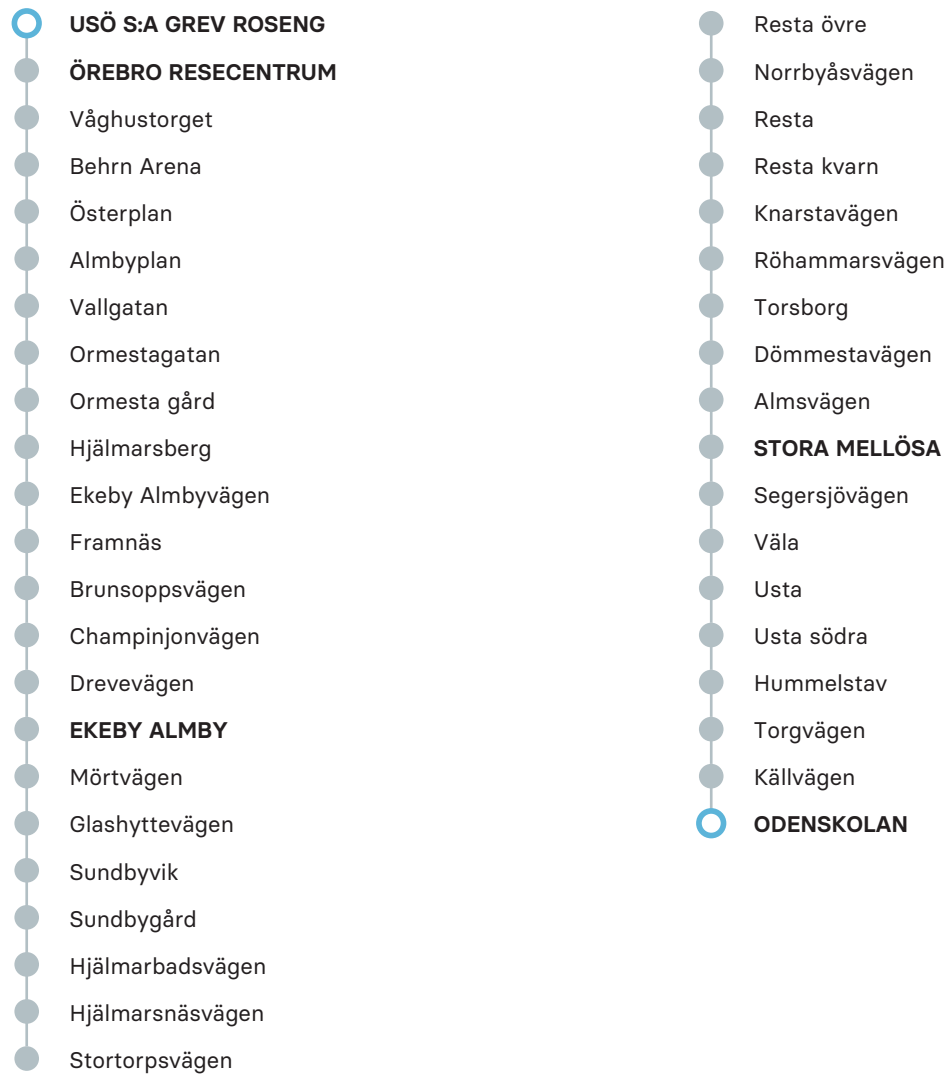 USÖ S:A GREV ROSENG
ÖREBRO RESECENTRUM
Våghustorget
Behrn Arena
Österplan
Almbyplan
Vallgatan
Ormestagatan
Ormesta gård
Hjälmarsberg
Ekeby Almbyvägen
Framnäs
Brunsoppsvägen
Champinjonvägen
Drevevägen
EKEBY ALMBY
Mörtvägen
Glashyttevägen
Sundbyvik
Sundbygård
Hjälmarbadsvägen
Hjälmarsnäsvägen
Stortorpsvägen
Resta övre
Norrbyåsvägen
Resta
Resta kvarn
Knarstavägen
Röhammarsvägen
Torsborg
Dömmestavägen
Almsvägen
STORA MELLÖSA
Segersjövägen
Väla
Usta
Usta södra
Hummelstav
Torgvägen
Källvägen
ODENSKOLAN